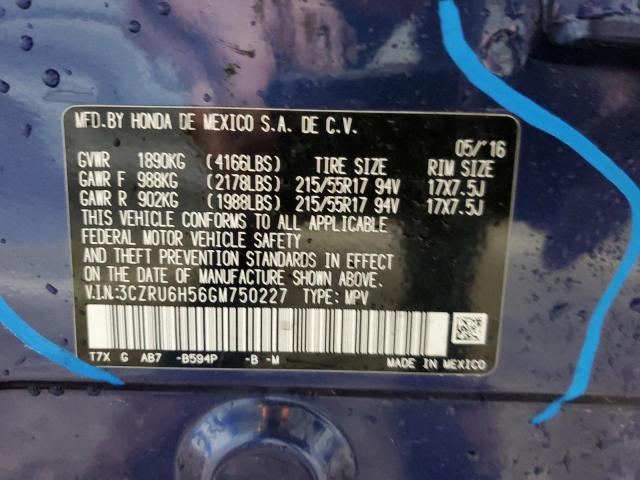 MFD.BY HONDA DE MEXICO S.A. DE C.V.
05/'16
GVWR 1890KG (4166LBS) TIRE SIZE RIM SIZE
GAWR F 988KG (2178LBS) 215/55R17 94V 17X7.5J
GAWR R 902KG (1988LBS) 215/55R17 94V 17X7.5J
THIS VEHICLE CONFORMS TO ALL APPLICABLE
FEDERAL MOTOR VEHICLE SAFETY
AND THEFT PREVENTION STANDARDS IN EFFECT
ON THE DATE OF MANUFACTURE SHOWN ABOVE.
V.I.N:3CZRU6H56GM750227 TYPE: MPV
T7X G AB7 -B594P -B -M MADE IN MEXICO